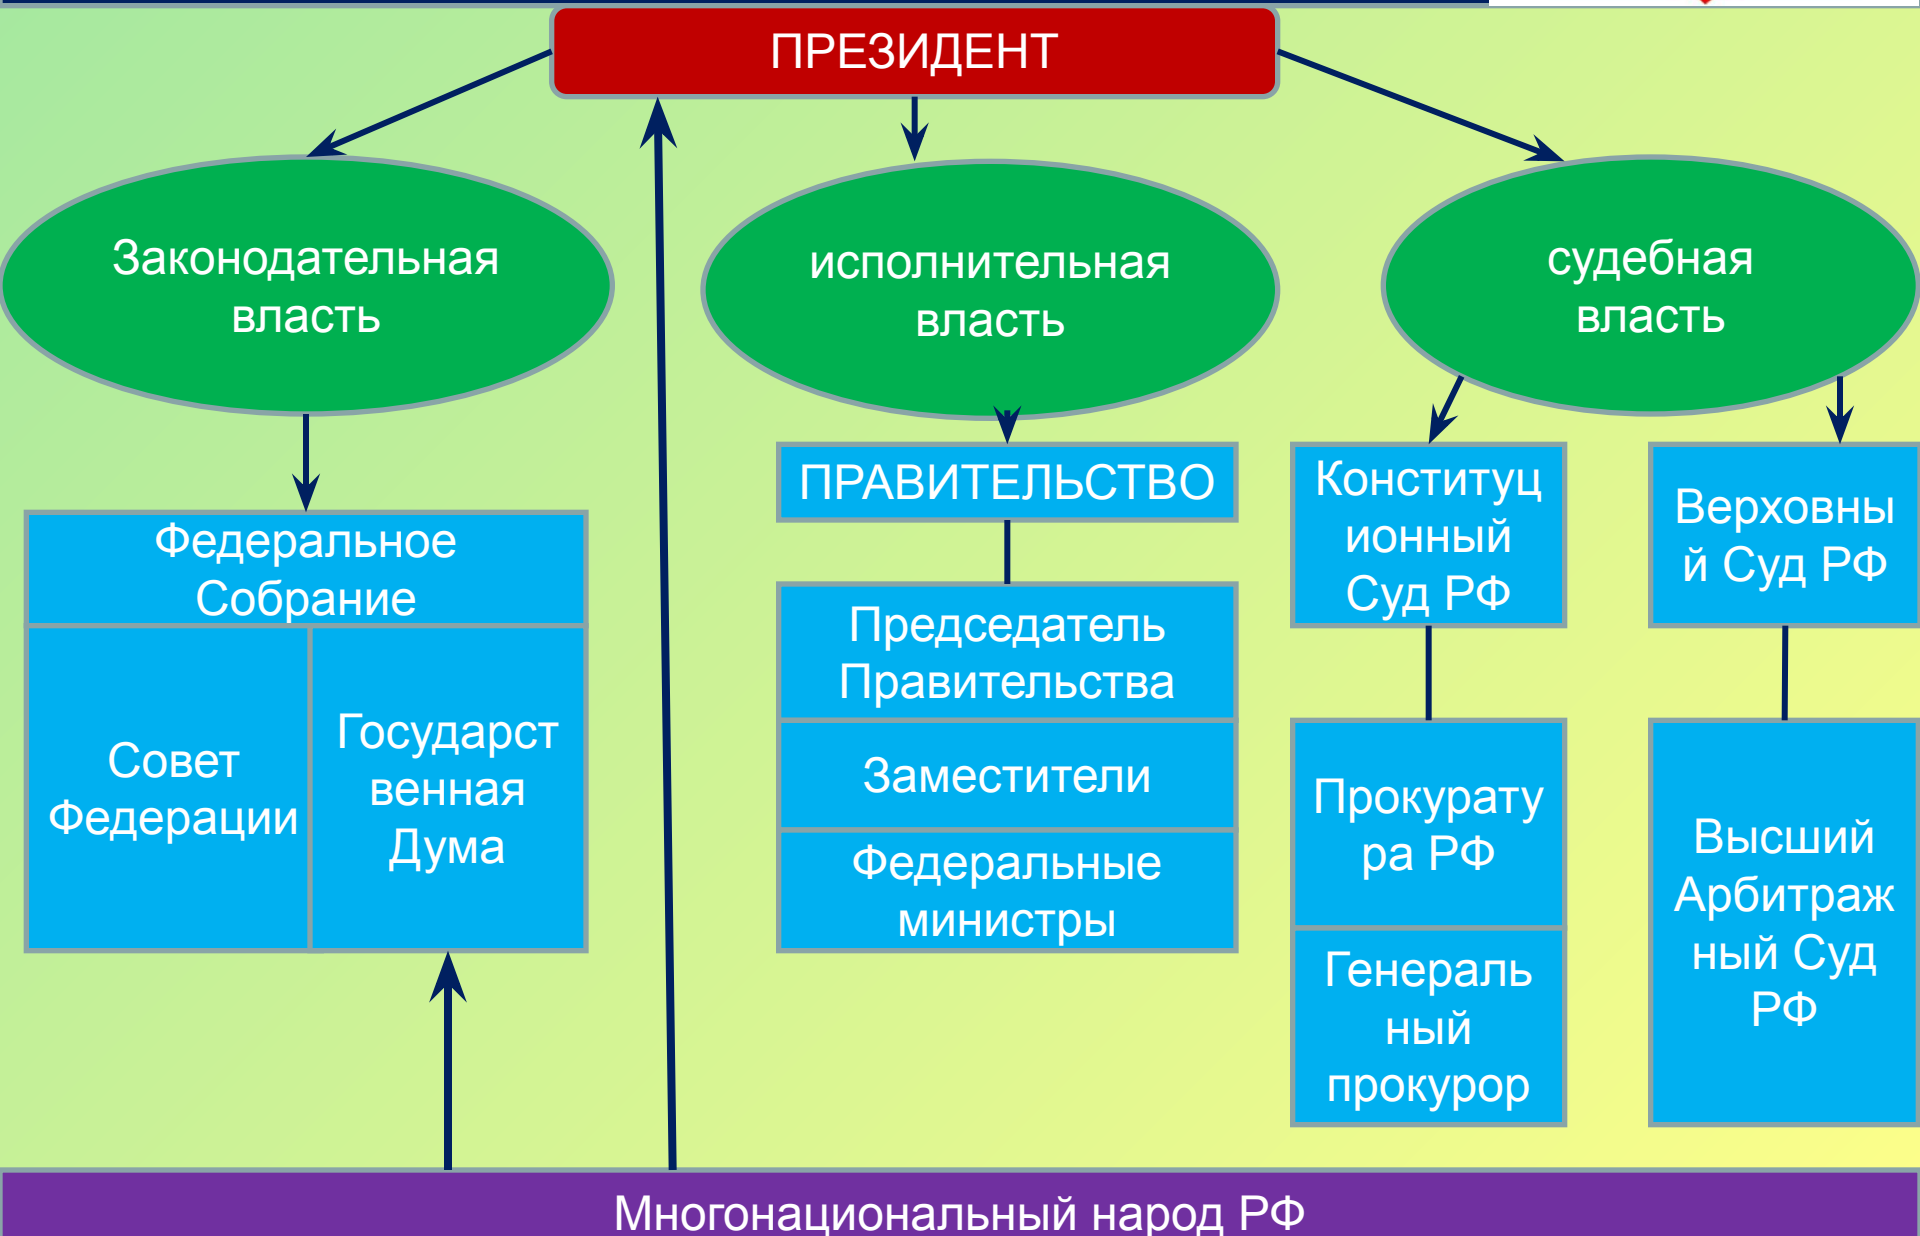 ПРЕЗИДЕНТ
Законодательная
власть
исполнительная
власть
судебная
власть
Федеральное
Собрание
Совет
Федерации
Государст
венная
Дума
ПРАВИТЕЛЬСТВО
Председатель
Правительства
Заместители
Федеральные
министры
Конституц
ионный
Суд РФ
Прокурату
ра РФ
Генераль
ный
прокурор
Верховны
й Суд РФ
Высший
Арбитраж
ный Суд
РФ
Многонациональный народ РФ